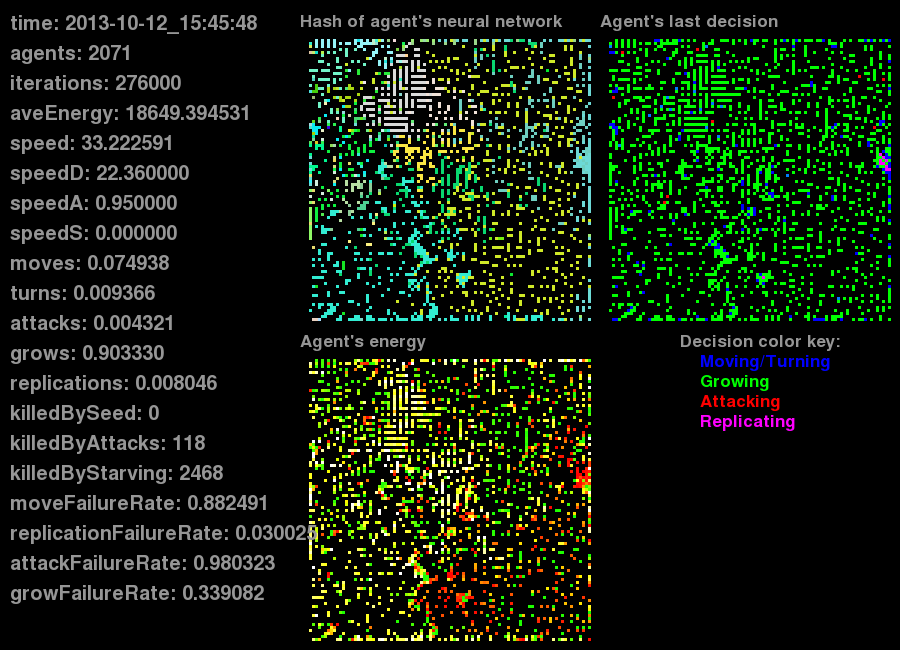 time: 2013-10-12_15:45:48
agents: 2071
iterations: 276000
aveEnergy: 18649.394531
speed: 33.222591
speedD: 22.360000
speedA: 0.950000
speedS: 0.000000
moves: 0.074938
turns: 0.009366
attacks: 0.004321
grows: 0.903330
replications: 0.008046
killedBySeed: 0
killedByAttacks: 118
killedByStarving: 2468
moveFailureRate: 0.882491
replicationFailureRate: 0.030025
attackFailureRate: 0.980323
growFailureRate: 0.339082
Hash of agent's neural network
Agent's last decision
Agent's energy
Decision color key:
Moving/Turning
Growing
Attacking
Replicating